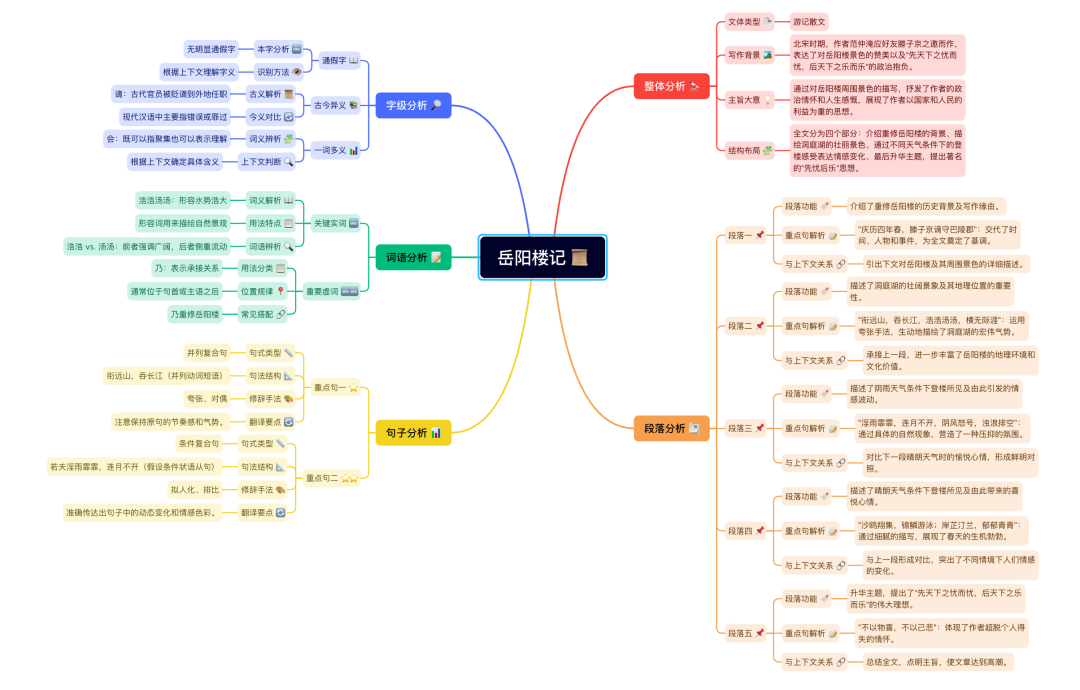 岳阳楼记
整体分析
文体类型
游记散文
写作背景
北宋时期，作者范仲淹应好友滕子京之邀而作，
表达了对岳阳楼景色的赞美以及“先天下之忧而
忧，后天下之乐而乐”的政治抱负。
主旨大意
通过对岳阳楼周围景色的描写，抒发了作者的政
治情怀和人生感慨，展现了作者以国家和人民的
利益为重的思想。
结构布局
全文分为四个部分：介绍重修岳阳楼的背景、描
绘洞庭湖的壮丽景色、通过不同天气条件下的登
楼感受表达情感变化、最后升华主题，提出著名
的“先忧后乐”思想。
段落分析
段落一
段落功能
介绍了重修岳阳楼的历史背景及写作缘由。
重点句解析
“庆历四年春，滕子京谪守巴陵郡”：交代了时
间、人物和事件，为全文奠定了基调。
与上下文关系
引出下文对岳阳楼及其周围景色的详细描述。
段落二
段落功能
描述了洞庭湖的壮阔景象及其地理位置的重要
性。
重点句解析
“衔远山，吞长江，浩浩汤汤，横无际涯”：运用
夸张手法，生动地描绘了洞庭湖的宏伟气势。
与上下文关系
承接上一段，进一步丰富了岳阳楼的地理环境和
文化价值。
段落三
段落功能
描述了阴雨天气条件下登楼所见及由此引发的情
感波动。
重点句解析
“淫雨霏霏，连月不开，阴风怒号，浊浪排空”：
通过具体的自然现象，营造了一种压抑的氛围。
与上下文关系
对比下一段晴朗天气时的愉悦心情，形成鲜明对
照。
段落四
段落功能
描述了晴朗天气条件下登楼所见及由此带来的喜
悦心情。
重点句解析
“沙鸥翔集，锦鳞游泳；岸芷汀兰，郁郁青青”：
通过细腻的描写，展现了春天的生机勃勃。
与上下文关系
与上一段形成对比，突出了不同情境下人们情感
的变化。
段落五
段落功能
升华主题，提出了“先天下之忧而忧，后天下之乐
而乐”的伟大理想。
重点句解析
“不以物喜，不以己悲”：体现了作者超脱个人得
失的情怀。
与上下文关系
总结全文，点明主旨，使文章达到高潮。
字级分析
通假字
本字分析
无明显通假字
识别方法
根据上下文理解字义
古今异义
古义解析
谪：古代官员被贬谪到外地任职
今义对比
现代汉语中主要指错误或罪过
一词多义
词义辨析
会：既可以指聚集也可以表示理解
上下文判断
根据上下文确定具体含义
词语分析
关键实词
词义解析
浩浩汤汤：形容水势浩大
用法特点
形容词用来描绘自然景观
词语辨析
浩浩 vs. 汤汤：前者强调广阔，后者侧重流动
重要虚词
用法分类
乃：表示承接关系
位置规律
通常位于句首或主语之后
常见搭配
乃重修岳阳楼
句子分析
重点句一
句式类型
并列复合句
句法结构
衔远山，吞长江（并列动词短语）
修辞手法
夸张、对偶
翻译要点
注意保持原句的节奏感和气势。
重点句二
句式类型
条件复合句
句法结构
若夫淫雨霏霏，连月不开（假设条件状语从句）
修辞手法
拟人化、排比
翻译要点
准确传达出句子中的动态变化和情感色彩。